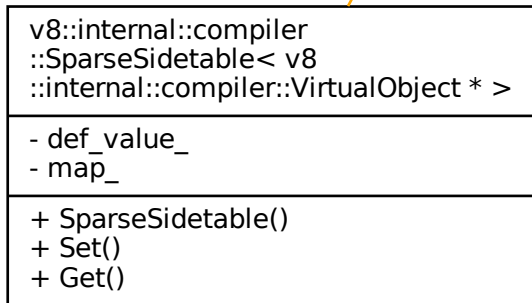 v8::internal::compiler
::SparseSidetable< v8
::internal::compiler::VirtualObject * >
- def_value_
- map_
+ SparseSidetable()
+ Set()
+ Get()